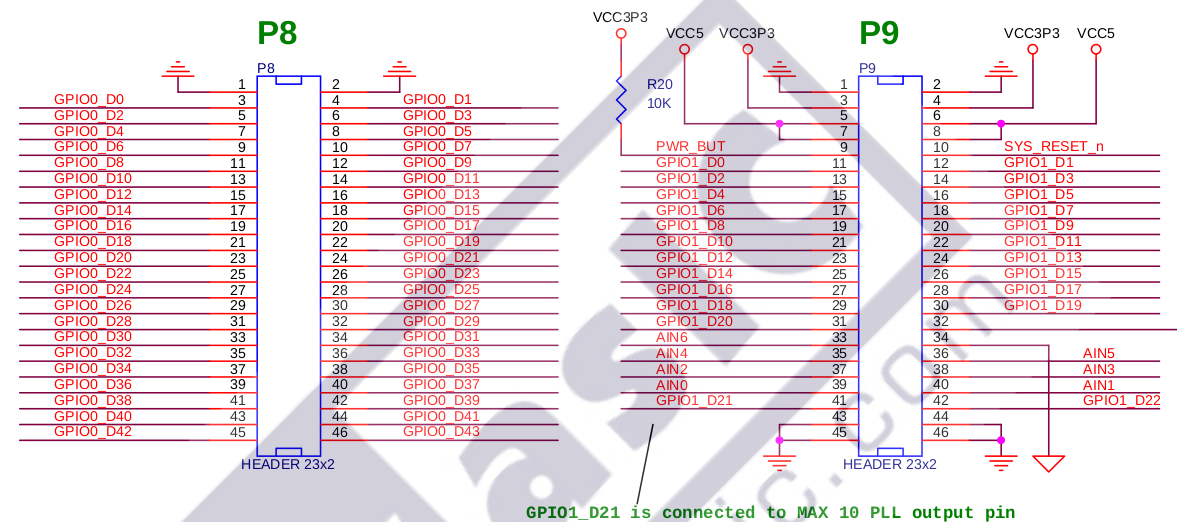 VCC3P3
P8 P9
VCC5 VCC3P3 VCC3P3 VCC5
P8 P9
R20
10K
1 2 1 2
GPIO0_D0 3 4 GPIO0_D1 3 4
GPIO0_D2 5 6 GPIO0_D3 5 6
GPIO0_D4 7 8 GPIO0_D5 7 8
GPIO0_D6 9 10 GPIO0_D7 PWR_BUT 9 10 SYS_RESET_n
GPIO0_D8 11 12 GPIO0_D9 GPIO1_D0 11 12 GPIO1_D1
GPIO0_D10 13 14 GPIO0_D11 GPIO1_D2 13 14 GPIO1_D3
GPIO0_D12 15 16 GPIO0_D13 GPIO1_D4 15 16 GPIO1_D5
GPIO0_D14 17 18 GPIO0_D15 GPIO1_D6 17 18 GPIO1_D7
GPIO0_D16 19 20 GPIO0_D17 GPIO1_D8 19 20 GPIO1_D9
GPIO0_D18 21 22 GPIO0_D19 GPIO1_D10 21 22 GPIO1_D11
GPIO0_D20 23 24 GPIO0_D21 GPIO1_D12 23 24 GPIO1_D13
GPIO0_D22 25 26 GPIO0_D23 GPIO1_D14 25 26 GPIO1_D15
GPIO0_D24 27 28 GPIO0_D25 GPIO1_D16 27 28 GPIO1_D17
GPIO0_D26 29 30 GPIO0_D27 GPIO1_D18 29 30 GPIO1_D19
GPIO0_D28 31 32 GPIO0_D29 GPIO1_D20 31 32
GPIO0_D30 33 34 GPIO0_D31 AIN6 33 34
GPIO0_D32 35 36 GPIO0_D33 AIN4 35 36 AIN5
GPIO0_D34 37 38 GPIO0_D35 AIN2 37 38 AIN3
GPIO0_D36 39 40 GPIO0_D37 AIN0 39 40 AIN1
GPIO0_D38 41 42 GPIO0_D39 GPIO1_D21 41 42 GPIO1_D22
GPIO0_D40 43 44 GPIO0_D41 43 44
GPIO0_D42 45 46 GPIO0_D43 45 46
HEADER 23x2 HEADER 23x2
GPIO1_D21 is connected to MAX 10 PLL output pin
asic
ic.com